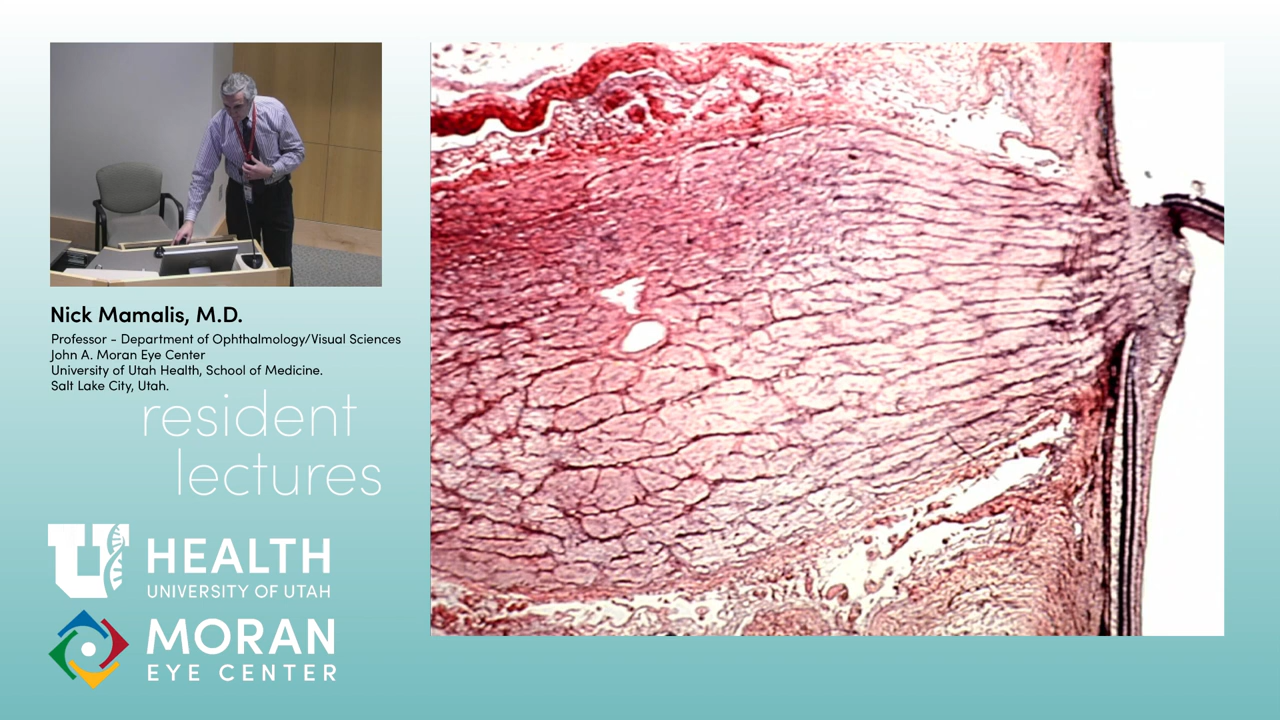 Nick Mamalis, M.D.
Professor - Department of Ophthalmology/Visual Sciences
John A. Moran Eye Center
University of Utah Health, School of Medicine.
Salt Lake City, Utah.
resident
lectures
U HEALTH
UNIVERSITY OF UTAH
MORAN
EYE CENTER